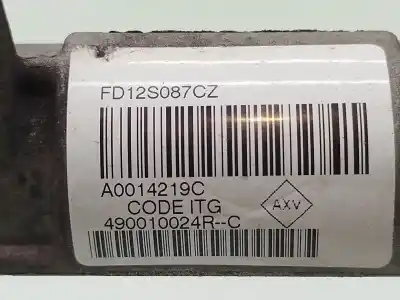 FD12S087CZ
A0014219C
CODE ITG
AXV
490010024R--C